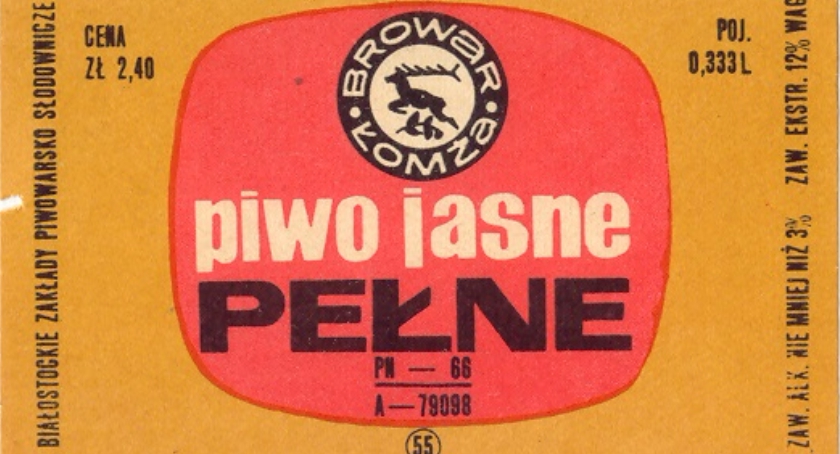 BIAŁOSTOCKIE ZAKŁADY PIWOWARSKO SŁODOWNICZE
CENA
ZŁ 2,40
BROWAR
ŁOMŻA
piwo jasne
PEŁNE
PN — 66
A — 79098
55
POJ.
0,333 L
ZAW. ALK. NIE MNIEJ NIŻ 3% ZAW. EKSTR. 12% WAG